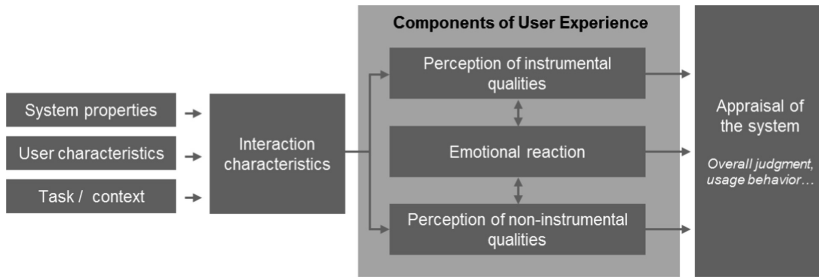 Components of User Experience
System properties
User characteristics
Task / context
Interaction
characteristics
Perception of instrumental
qualities
Emotional reaction
Perception of non-instrumental
qualities
Appraisal of
the system
Overall judgment,
usage behavior…